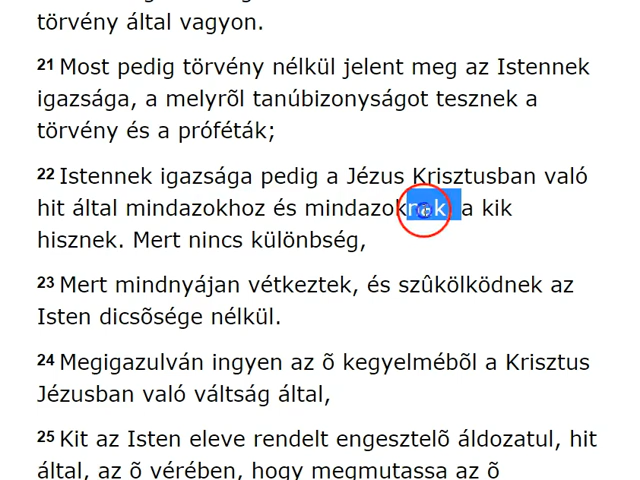 törvény által vagyon.
21 Most pedig törvény nélkül jelent meg az Istennek
igazsága, a melyrõl tanúbizonyságot tesznek a
törvény és a próféták;
22 Istennek igazsága pedig a Jézus Krisztusban való
hit által mindazokhoz és mindazoknak, a kik
hisznek. Mert nincs különbség,
23 Mert mindnyájan vétkeztek, és szûkölködnek az
Isten dicsõsége nélkül.
24 Megigazulván ingyen az õ kegyelmébõl a Krisztus
Jézusban való váltság által,
25 Kit az Isten eleve rendelt engesztelõ áldozatul, hit
által, az õ vérében, hogy megmutassa az õ